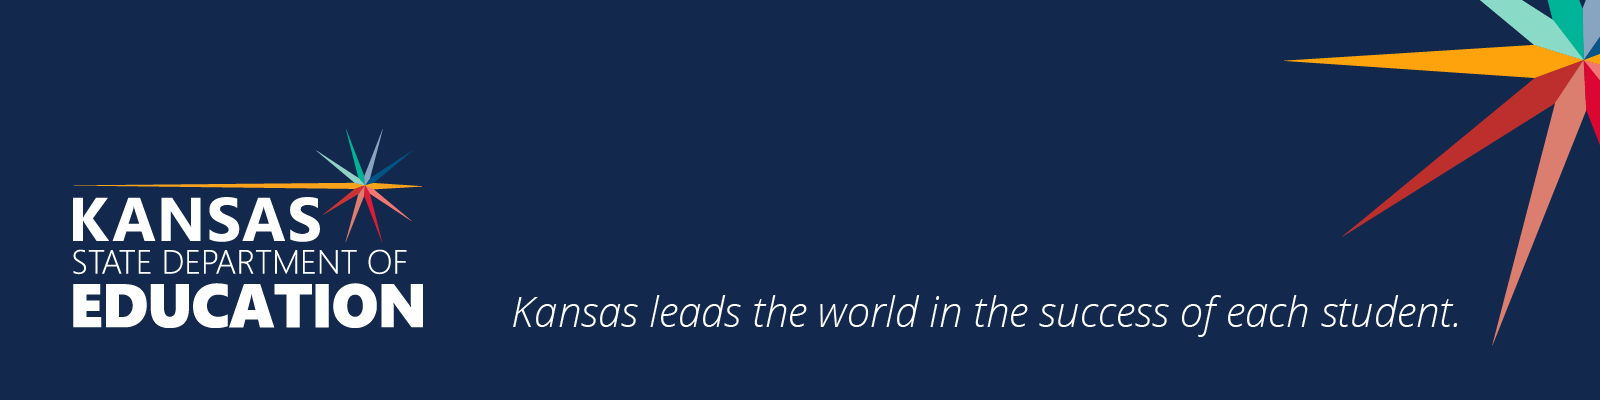 KANSAS
STATE DEPARTMENT OF
EDUCATION
Kansas leads the world in the success of each student.